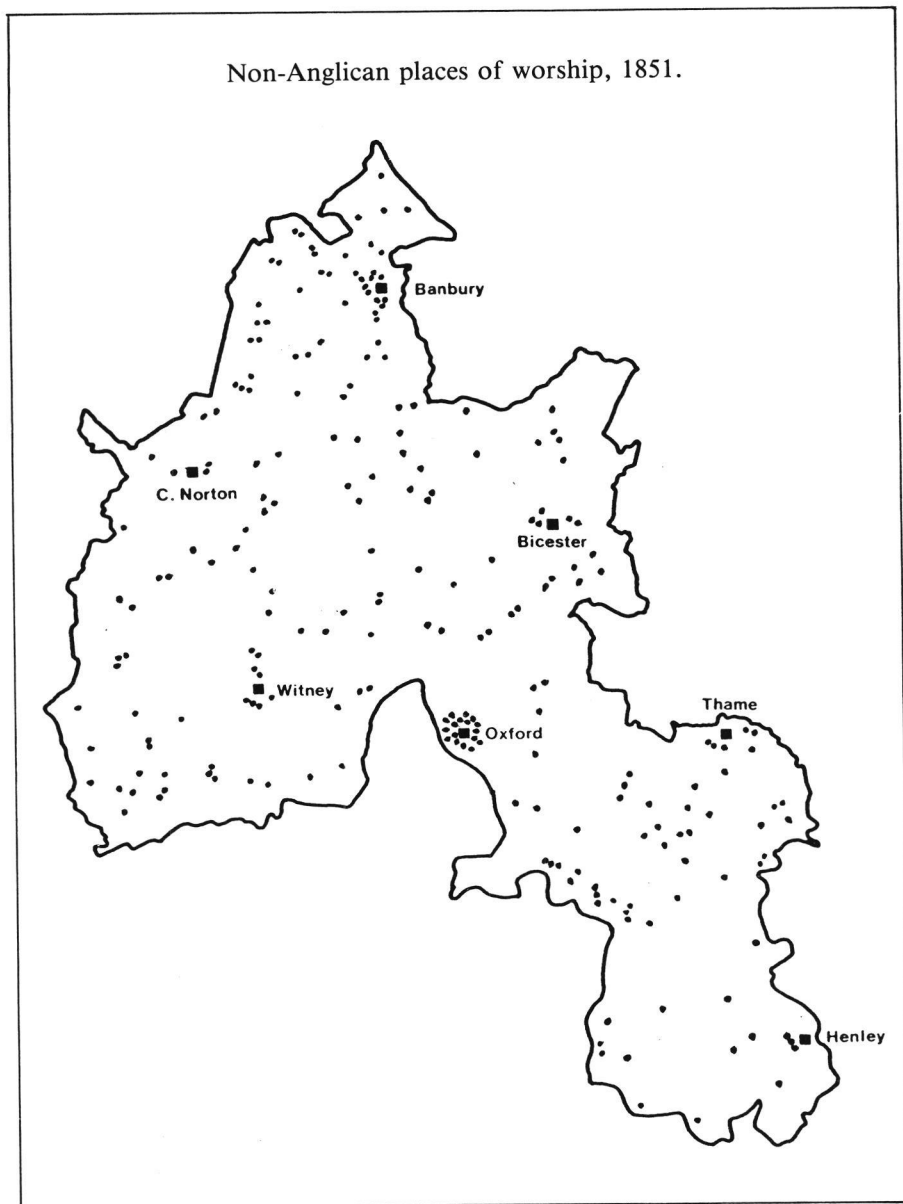 Non-Anglican places of worship, 1851.
Banbury
C. Norton
Bicester
Witney
Thame
Oxford
Henley